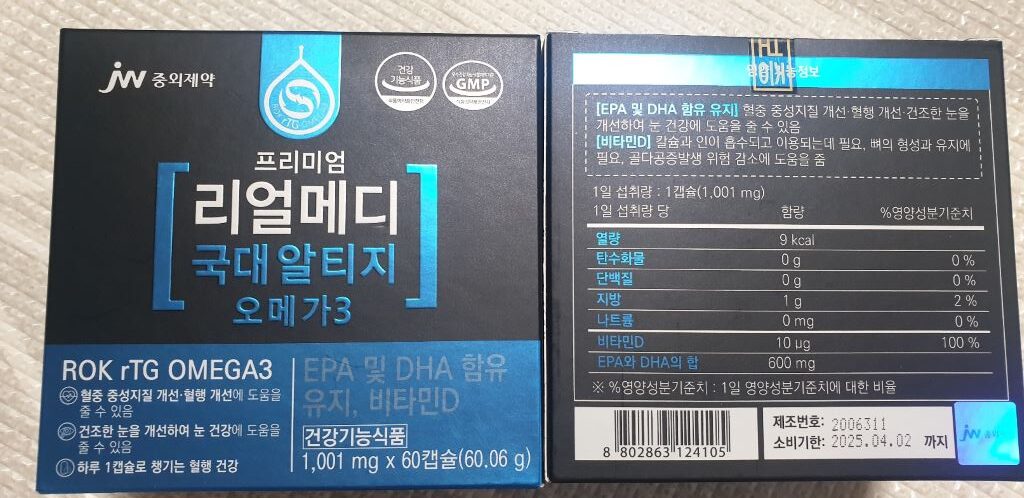 JW 중외제약
건강
기능식품
GMP
ROK rTG OMEGA3
프리미엄
리얼메디
국대알티지
오메가3
ROK rTG OMEGA3
혈중 중성지질 개선·혈행 개선에 도움을
줄 수 있음
건조한 눈을 개선하여 눈 건강에 도움을
줄 수 있음
하루 1캡슐로 챙기는 혈행 건강
EPA 및 DHA 함유
유지, 비타민D
건강기능식품
1,001 mg x 60캡슐(60.06 g)
[EPA 및 DHA 함유 유지] 혈중 중성지질 개선·혈행 개선·건조한 눈을
개선하여 눈 건강에 도움을 줄 수 있음
[비타민D] 칼슘과 인이 흡수되고 이용되는데 필요, 뼈의 형성과 유지에
필요, 골다공증발생 위험 감소에 도움을 줌
1일 섭취량 : 1캡슐(1,001 mg)
1일 섭취량 당 함량 %영양성분기준치
열량 9 kcal
탄수화물 0 g 0 %
단백질 0 g 0 %
지방 1 g 2 %
나트륨 0 mg 0 %
비타민D 10 µg 100 %
EPA와 DHA의 합 600 mg
※ %영양성분기준치 : 1일 영양성분기준치에 대한 비율
8 802863 124105
제조번호: 2006311
소비기한: 2025.04.02 까지
JW